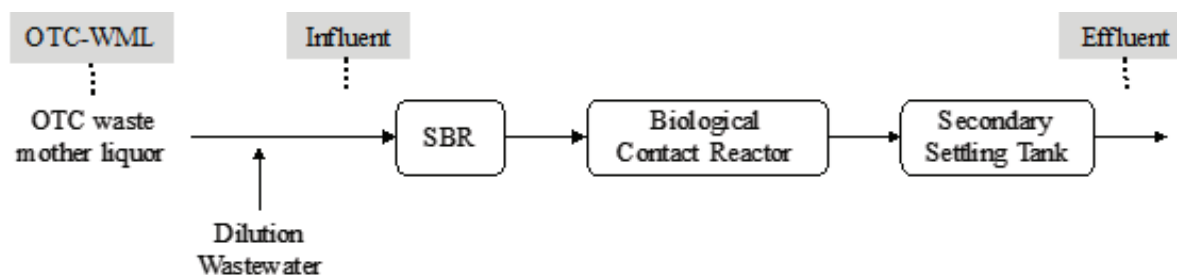 OTC-WML
Influent
Effluent
OTC waste
mother liquor
SBR
Biological
Contact Reactor
Secondary
Settling Tank
Dilution
Wastewater